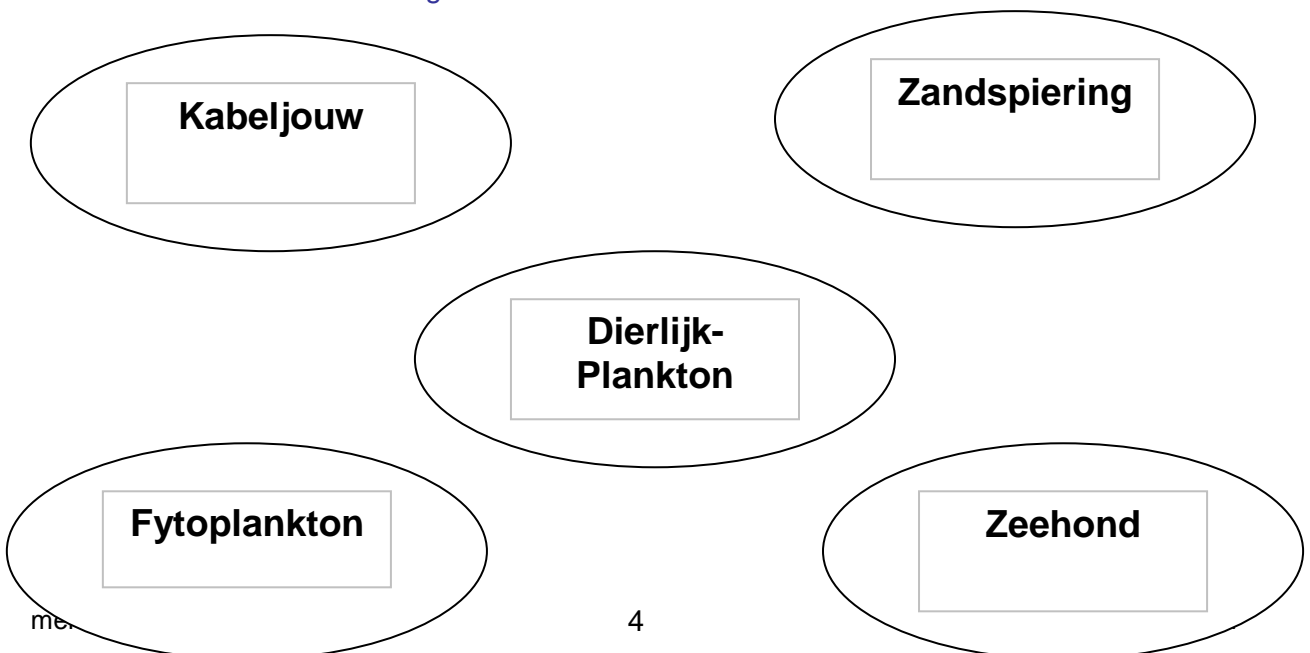 Kabeljouw
Zandspiering
Dierlijk-
Plankton
Fytoplankton
Zeehond
4